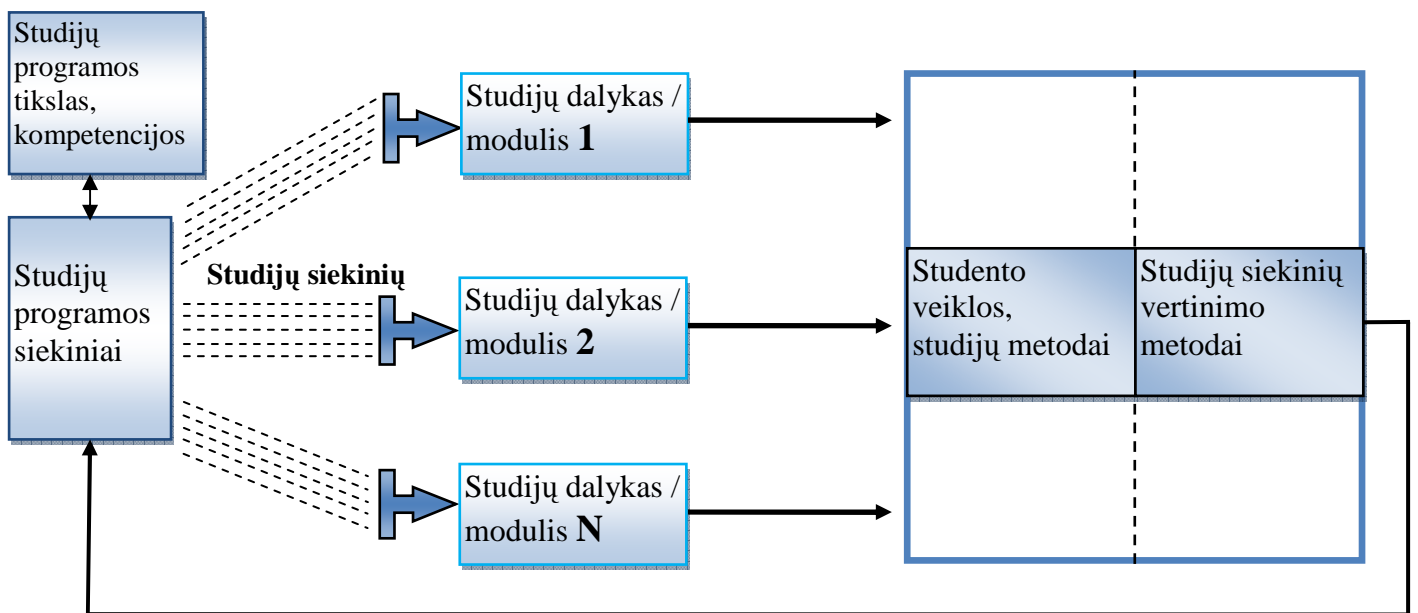 Studijų
programos
tikslas,
kompetencijos
Studijų
programos
siekiniai
Studijų siekinių
Studijų dalykas /
modulis 1
Studijų dalykas /
modulis 2
Studijų dalykas /
modulis N
Studento
veiklos,
studijų metodai
Studijų siekinių
vertinimo
metodai